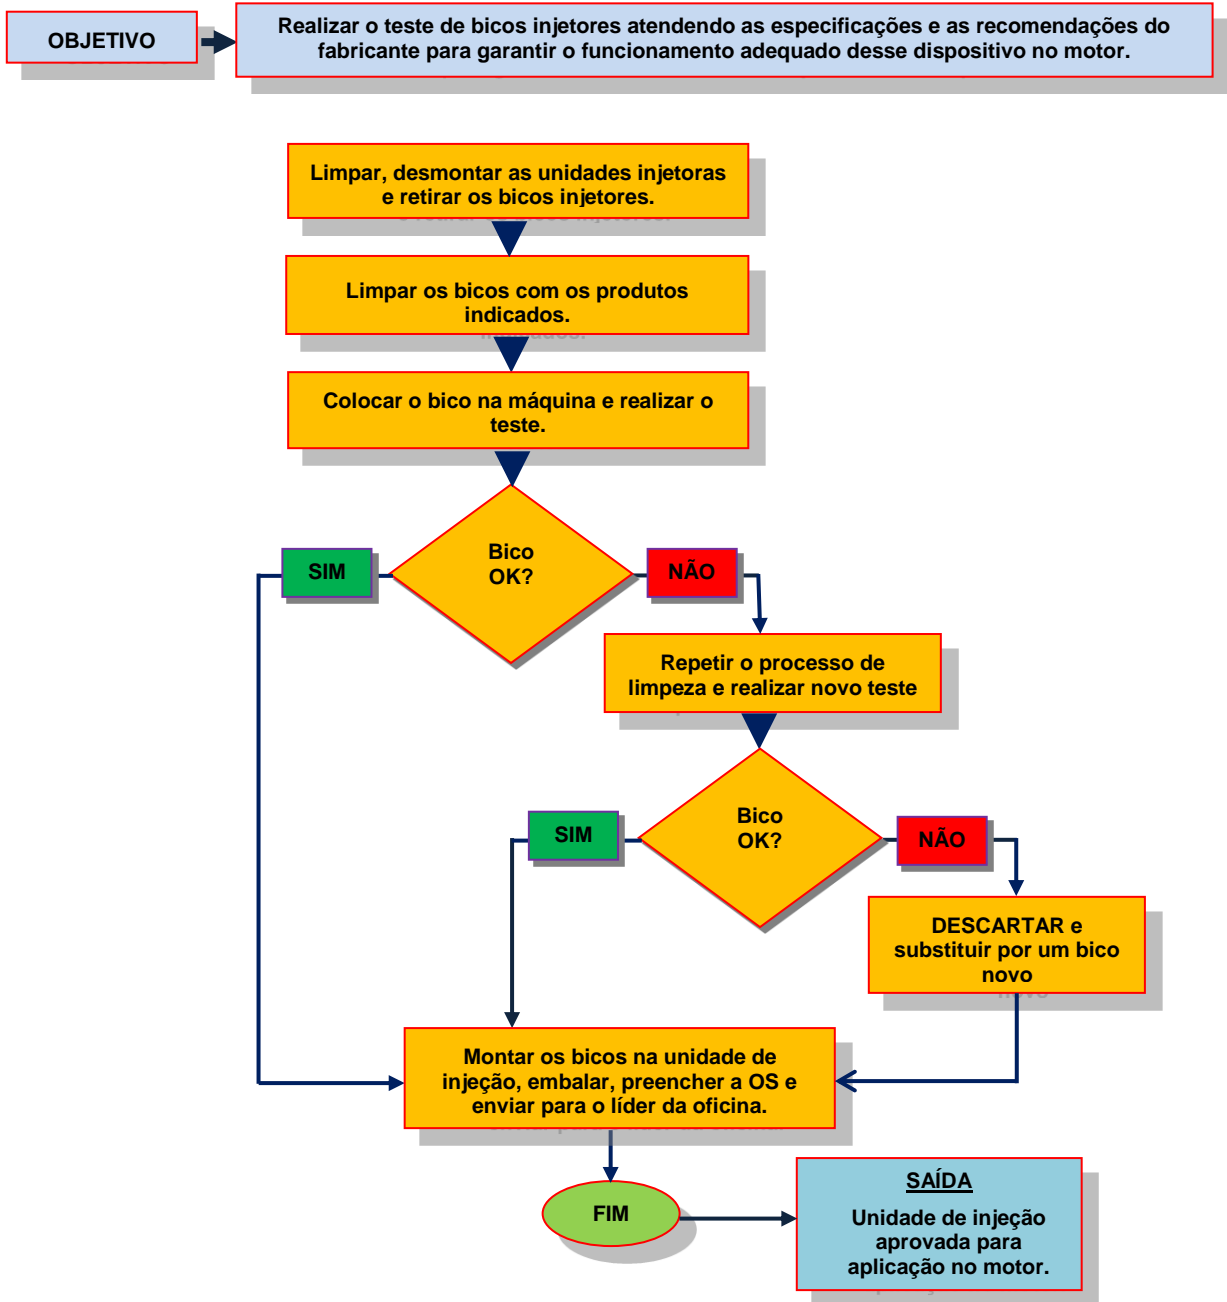 OBJETIVO
Realizar o teste de bicos injetores atendendo as especificações e as recomendações do
fabricante para garantir o funcionamento adequado desse dispositivo no motor.
Limpar, desmontar as unidades injetoras
e retirar os bicos injetores.
Limpar os bicos com os produtos
indicados.
Colocar o bico na máquina e realizar o
teste.
Bico
OK?
SIM
NÃO
Repetir o processo de
limpeza e realizar novo teste
Bico
OK?
SIM
NÃO
DESCARTAR e
substituir por um bico
novo
Montar os bicos na unidade de
injeção, embalar, preencher a OS e
enviar para o líder da oficina.
FIM
SAÍDA
Unidade de injeção
aprovada para
aplicação no motor.